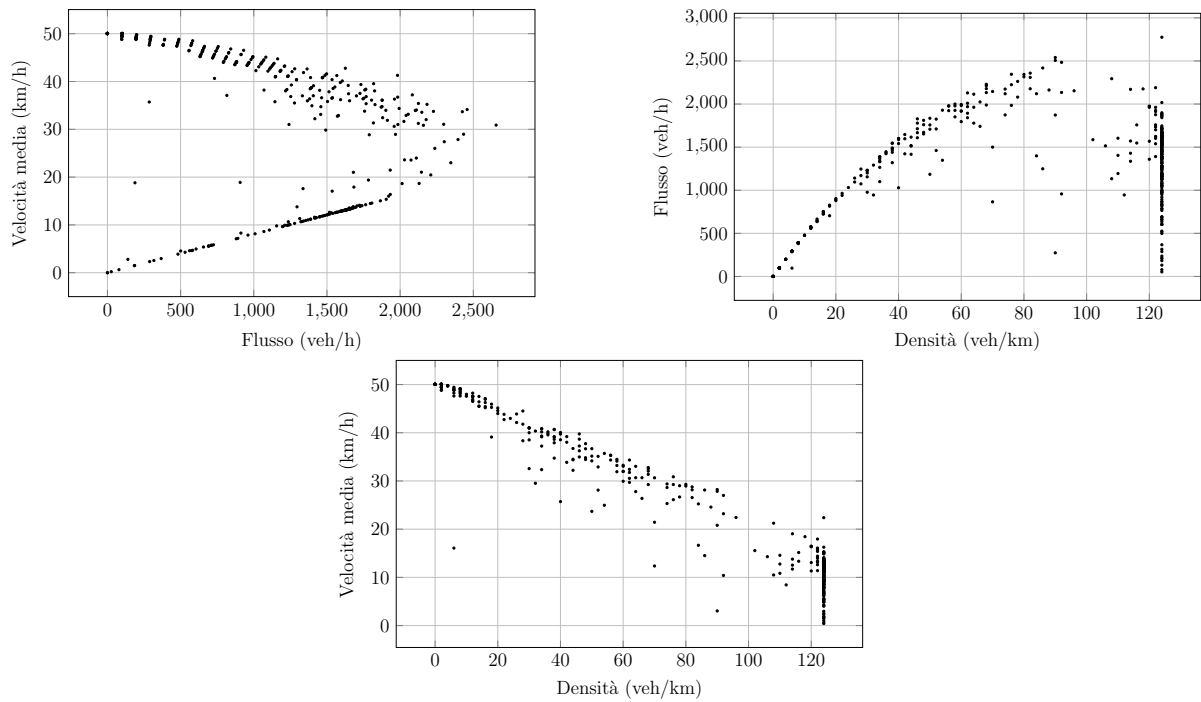 50
40
30
20
10
0
Velocità media (km/h)
0 500 1,000 1,500 2,000 2,500
Flusso (veh/h)
3,000
2,500
2,000
1,500
1,000
500
0
Flusso (veh/h)
0 20 40 60 80 100 120
Densità (veh/km)
50
40
30
20
10
0
Velocità media (km/h)
0 20 40 60 80 100 120
Densità (veh/km)